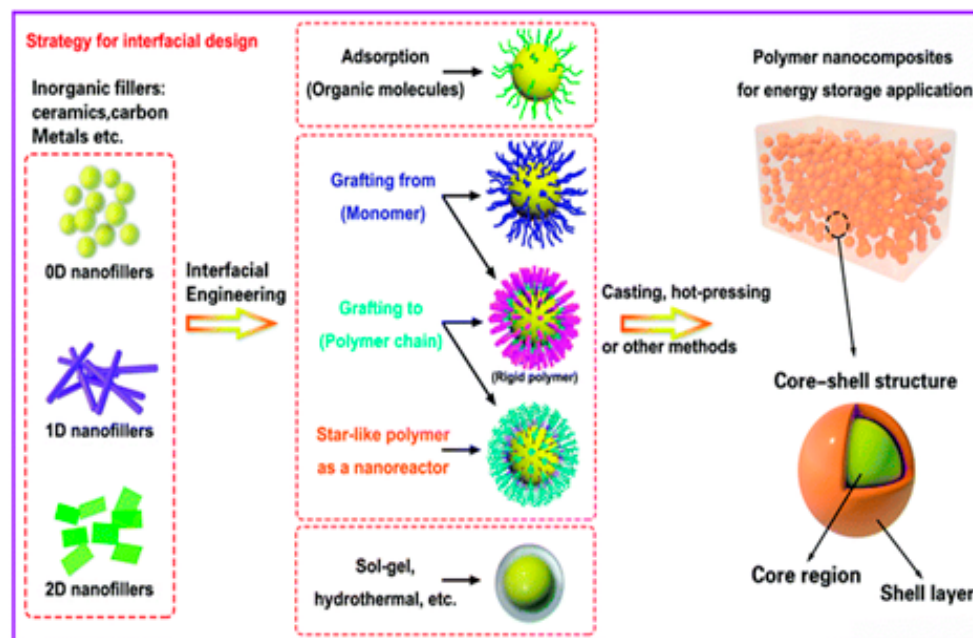 Strategy for interfacial design
Inorganic fillers:
ceramics,carbon
Metals etc.
0D nanofillers
1D nanofillers
2D nanofillers
Interfacial
Engineering
Adsorption
(Organic molecules)
Grafting from
(Monomer)
Grafting to
(Polymer chain)
(Rigid polymer)
Star-like polymer
as a nanoreactor
Sol-gel,
hydrothermal, etc.
Casting, hot-pressing
or other methods
Polymer nanocomposites
for energy storage application
Core-shell structure
Core region
Shell layer